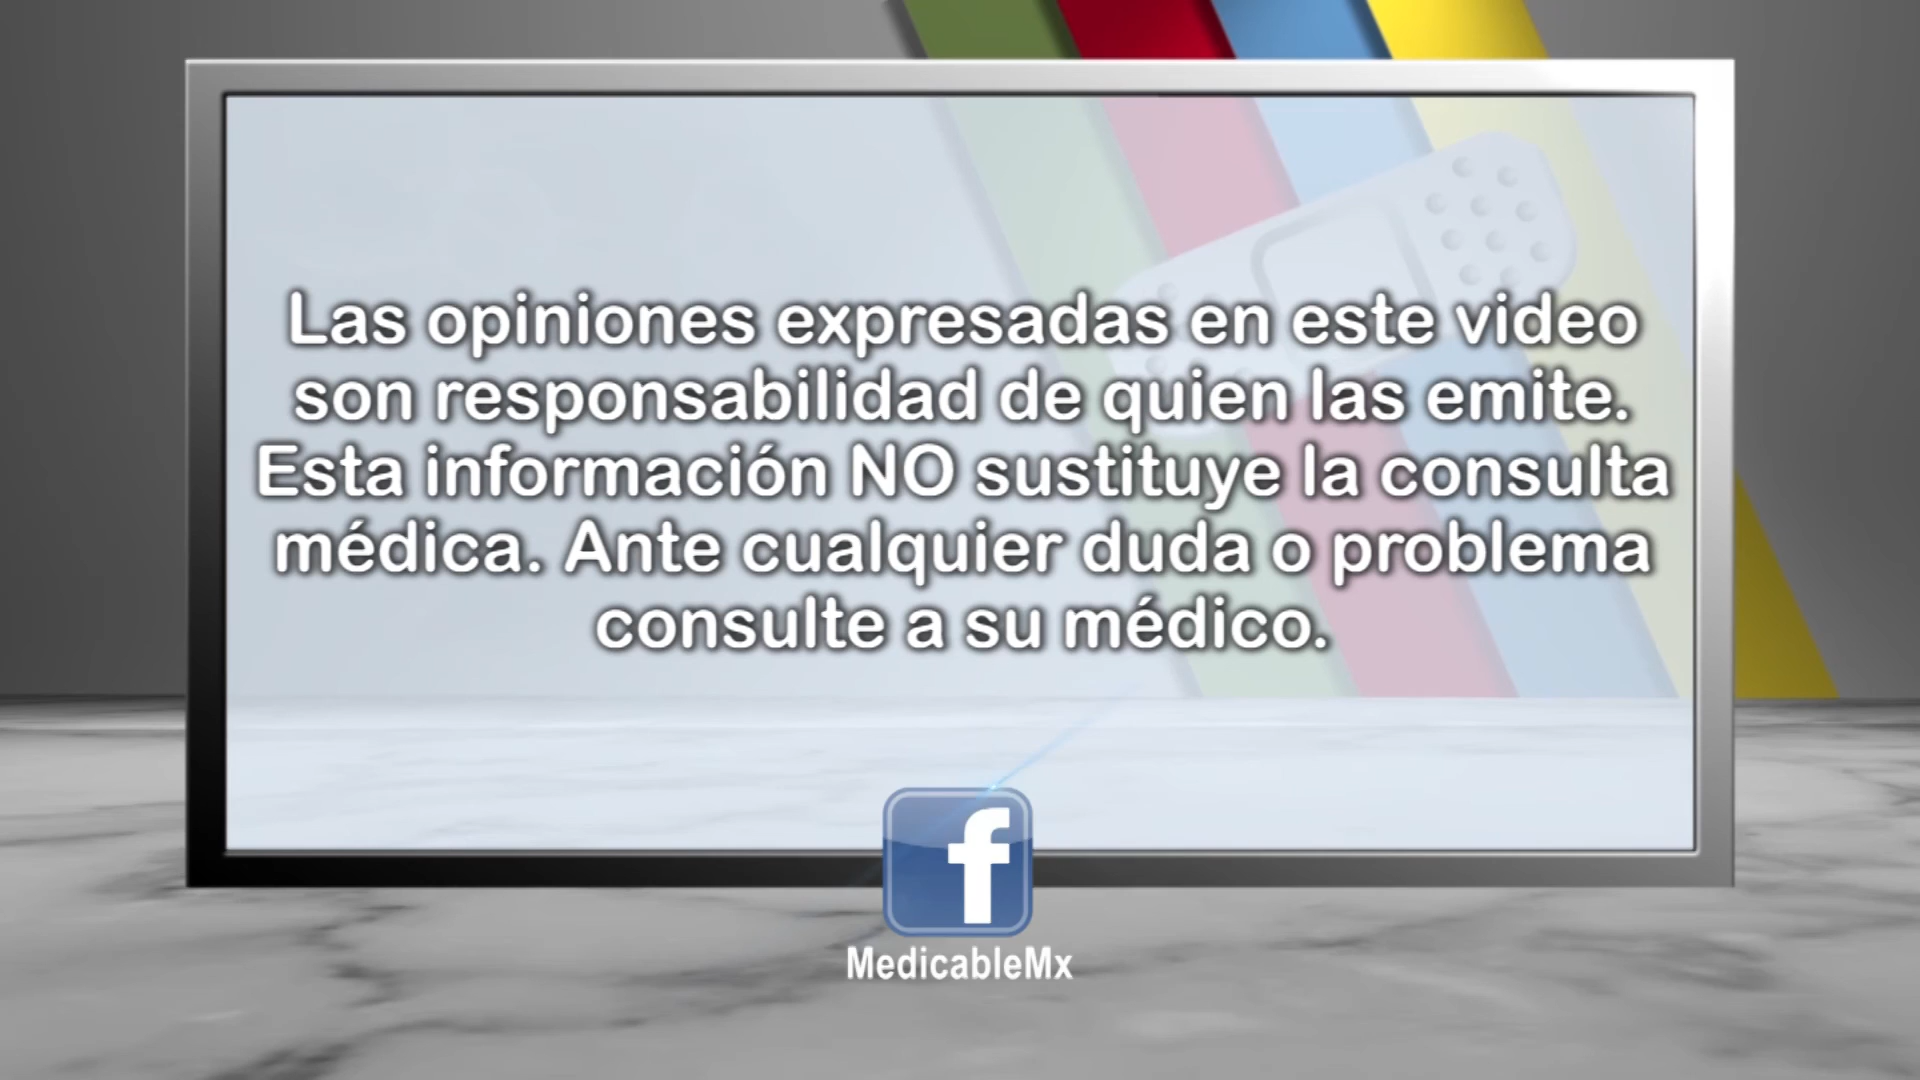 Las opiniones expresadas en este video
son responsabilidad de quien las emite.
Esta información NO sustituye la consulta
médica. Ante cualquier duda o problema
consulte a su médico.
f
MedicableMx